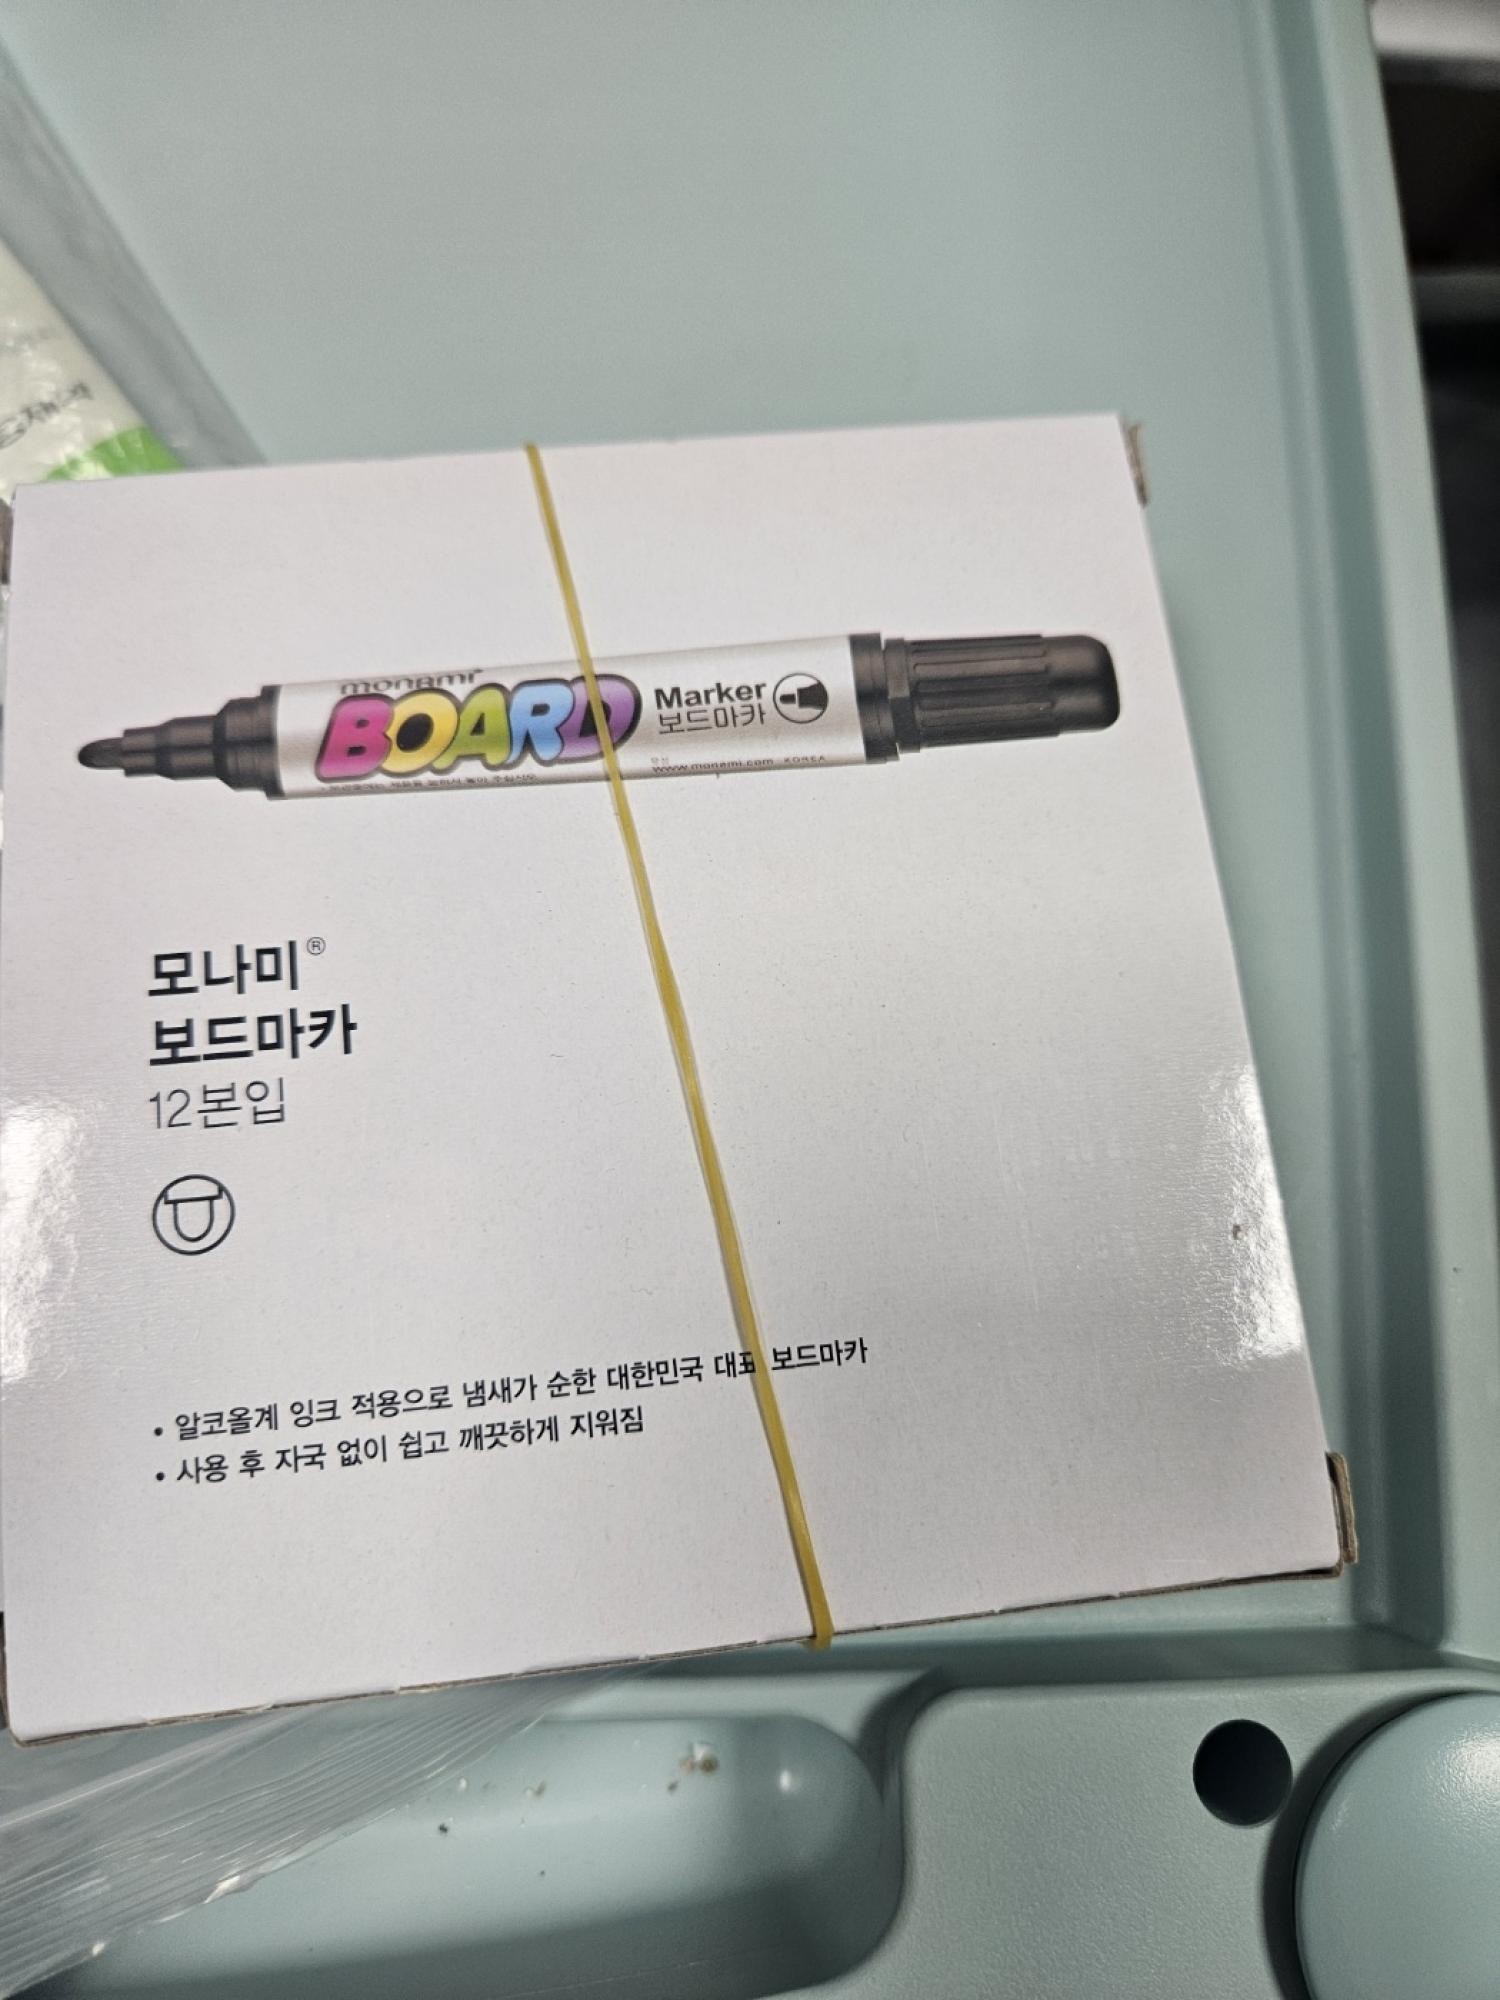 monami
BOARD
Marker
보드마카
www.monami.com KOREA
모나미®
보드마카
12본입
• 알코올계 잉크 적용으로 냄새가 순한 대한민국 대표 보드마카
• 사용 후 자국 없이 쉽고 깨끗하게 지워짐